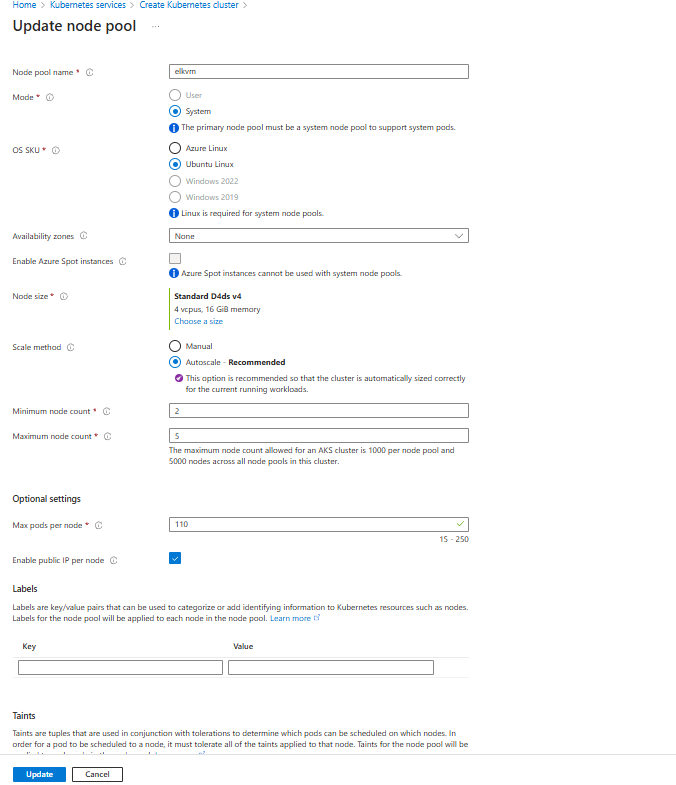 Home > Kubernetes services > Create Kubernetes cluster >
Update node pool ...
Node pool name *
elkvm
Mode *
User
System
The primary node pool must be a system node pool to support system pods.
OS SKU *
Azure Linux
Ubuntu Linux
Windows 2022
Windows 2019
Linux is required for system node pools.
Availability zones
None
Enable Azure Spot instances
Azure Spot instances cannot be used with system node pools.
Node size *
Standard D4ds v4
4 vcpus, 16 GiB memory
Choose a size
Scale method
Manual
Autoscale - Recommended
This option is recommended so that the cluster is automatically sized correctly
for the current running workloads.
Minimum node count *
2
Maximum node count *
5
The maximum node count allowed for an AKS cluster is 1000 per node pool and
5000 nodes across all node pools in this cluster.
Optional settings
Max pods per node *
110
15 - 250
Enable public IP per node
Labels
Labels are key/value pairs that can be used to categorize or add identifying information to Kubernetes resources such as nodes.
Labels for the node pool will be applied to each node in the node pool. Learn more
Key Value
Taints
Taints are tuples that are used in conjunction with tolerations to determine which pods can be scheduled on which nodes. In
order for a pod to be scheduled to a node, it must tolerate all of the taints applied to that node. Taints for the node pool will be
Update Cancel